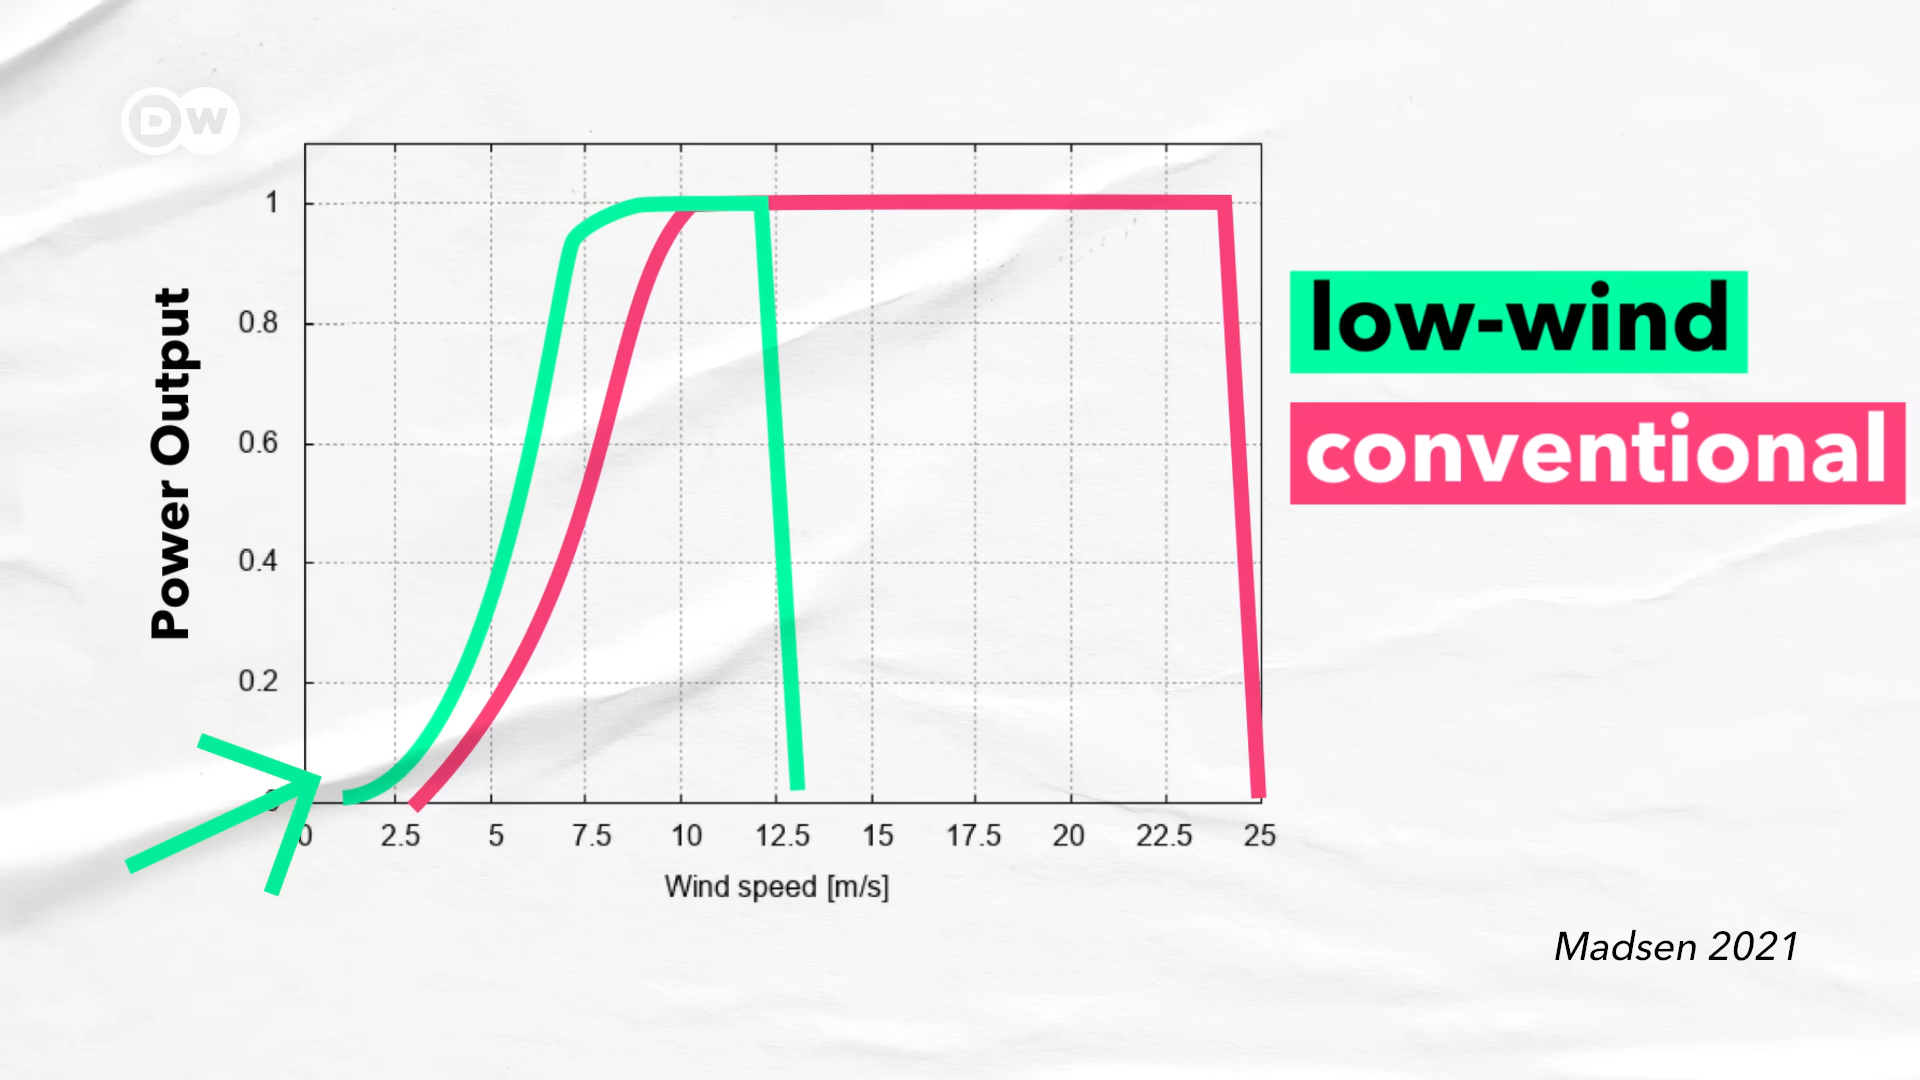 DW
Power Output
1
0.8
0.6
0.4
0.2
0
0 2.5 5 7.5 10 12.5 15 17.5 20 22.5 25
Wind speed [m/s]
low-wind
conventional
Madsen 2021